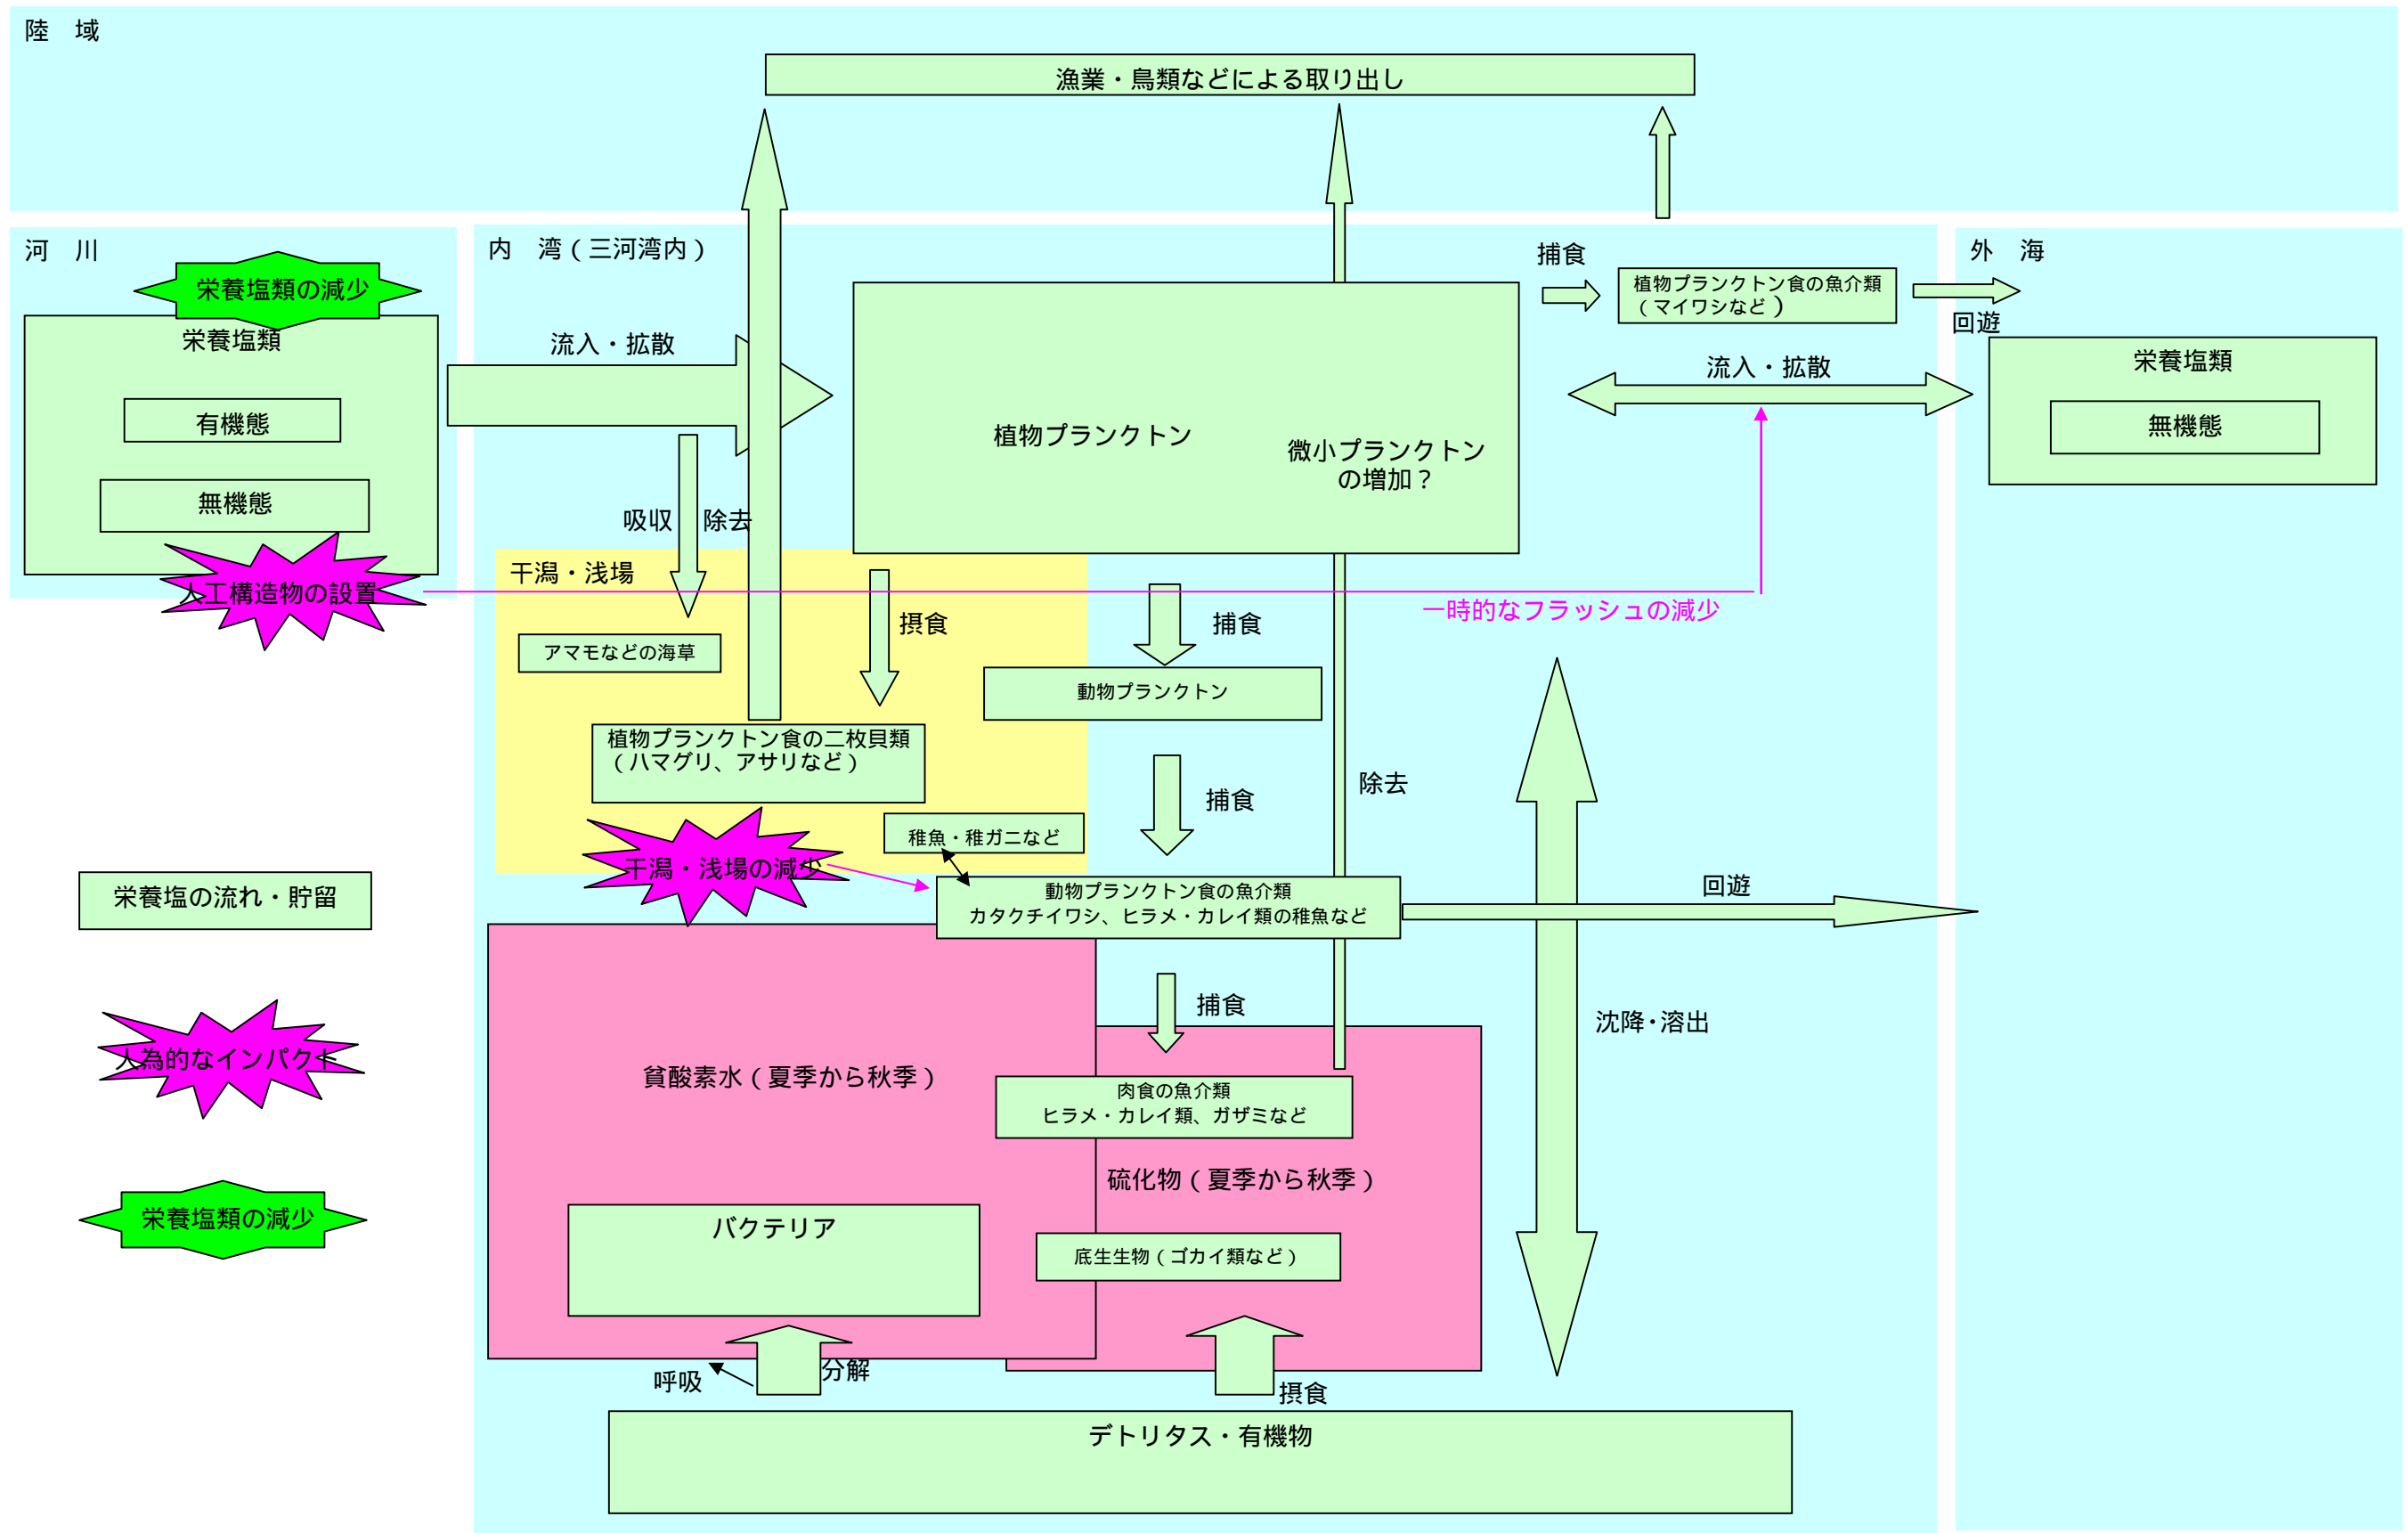 陸　域
漁業・鳥類などによる取り出し
河　川
栄養塩類の減少
栄養塩類
有機態
無機態
人工構造物の設置
内　湾（三河湾内）
流入・拡散
吸収
除去
植物プランクトン
微小プランクトン
の増加？
捕食
植物プランクトン食の魚介類
（マイワシなど）
回遊
流入・拡散
外　海
栄養塩類
無機態
一時的なフラッシュの減少
干潟・浅場
アマモなどの海草
摂食
捕食
動物プランクトン
植物プランクトン食の二枚貝類
（ハマグリ、アサリなど）
捕食
除去
稚魚・稚ガニなど
干潟・浅場の減少
動物プランクトン食の魚介類
カタクチイワシ、ヒラメ・カレイ類の稚魚など
回遊
捕食
沈降・溶出
貧酸素水（夏季から秋季）
肉食の魚介類
ヒラメ・カレイ類、ガザミなど
硫化物（夏季から秋季）
バクテリア
底生生物（ゴカイ類など）
呼吸
分解
摂食
デトリタス・有機物
栄養塩の流れ・貯留
人為的なインパクト
栄養塩類の減少